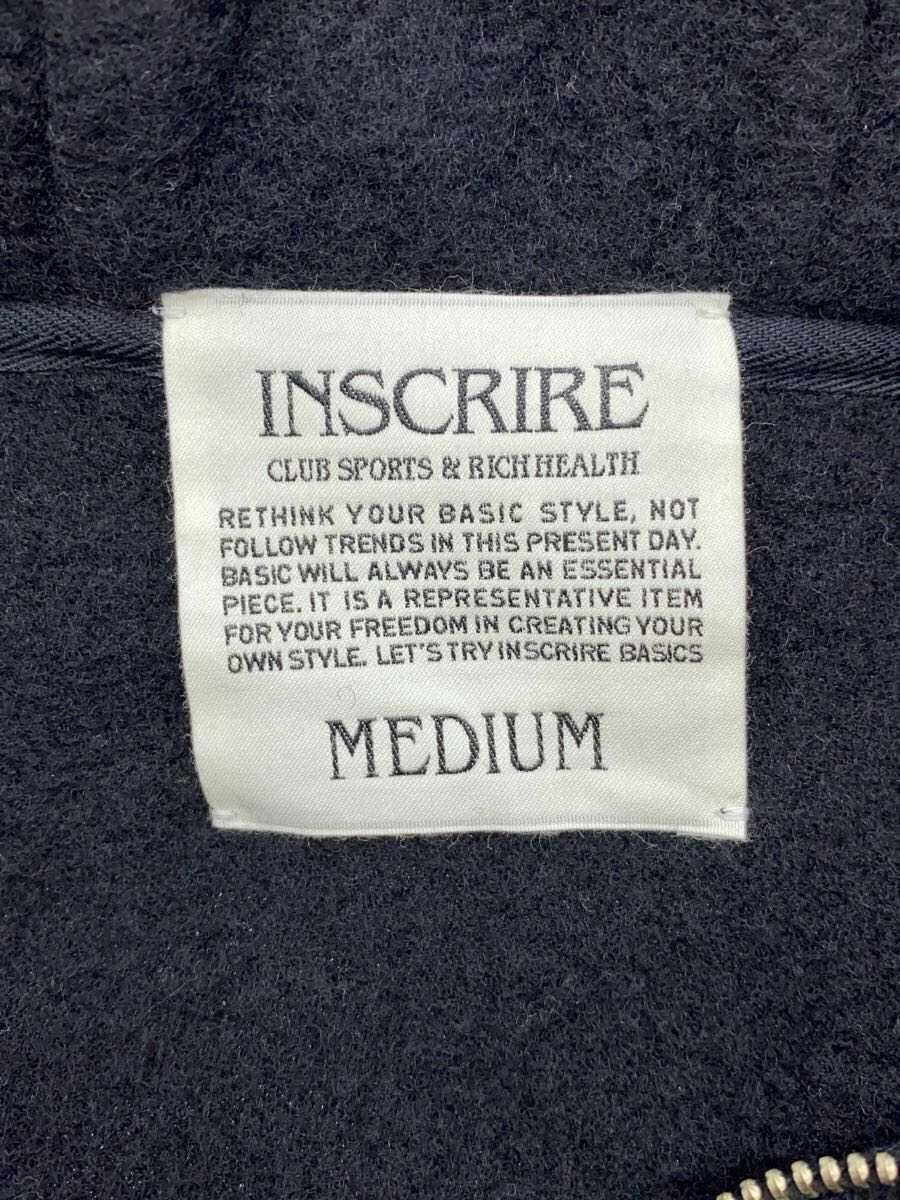 INSCRIRE
CLUB SPORTS & RICH HEALTH
RETHINK YOUR BASIC STYLE, NOT
FOLLOW TRENDS IN THIS PRESENT DAY.
BASIC WILL ALWAYS BE AN ESSENTIAL
PIECE. IT IS A REPRESENTATIVE ITEM
FOR YOUR FREEDOM IN CREATING YOUR
OWN STYLE. LET'S TRY INSCRIRE BASICS
MEDIUM